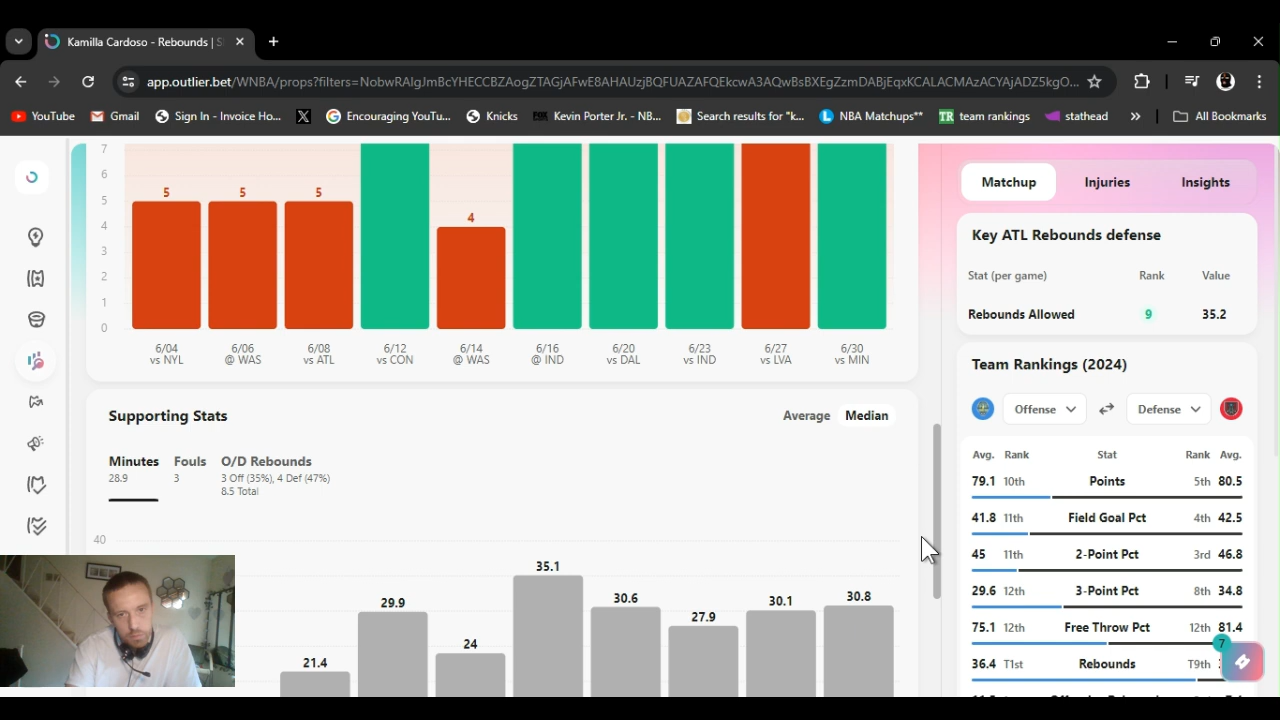 Kamilla Cardoso - Rebounds | S
app.outlier.bet/WNBA/props?filters=NobwRAlgJmBcYHECCBZAogZTAGjAFwE8AHAUzjBQFUAZAFQEkcwA3AQwBsBXEgZzmDABjEqxKCALACMAzACYAjADZ5kgO...
YouTube
Gmail
Sign In - Invoice Ho...
Encouraging YouTu...
Knicks
Kevin Porter Jr. - NB...
Search results for "k...
NBA Matchups**
TR team rankings
stathead
»
All Bookmarks
7
6
5
4
3
2
1
0
5
5
5
4
6/04
vs NYL
6/06
@ WAS
6/08
vs ATL
6/12
vs CON
6/14
@ WAS
6/16
@ IND
6/20
vs DAL
6/23
vs IND
6/27
vs LVA
6/30
vs MIN
Supporting Stats
Average Median
Minutes Fouls O/D Rebounds
28.9 3 3 Off (35%), 4 Def (47%)
8.5 Total
40
21.4
29.9
24
35.1
30.6
27.9
30.1
30.8
Matchup Injuries Insights
Key ATL Rebounds defense
Stat (per game) Rank Value
Rebounds Allowed 9 35.2
Team Rankings (2024)
Offense Defense
Avg. Rank Stat Rank Avg.
79.1 10th Points 5th 80.5
41.8 11th Field Goal Pct 4th 42.5
45 11th 2-Point Pct 3rd 46.8
29.6 12th 3-Point Pct 8th 34.8
75.1 12th Free Throw Pct 12th 81.4
7
36.4 T1st Rebounds T9th